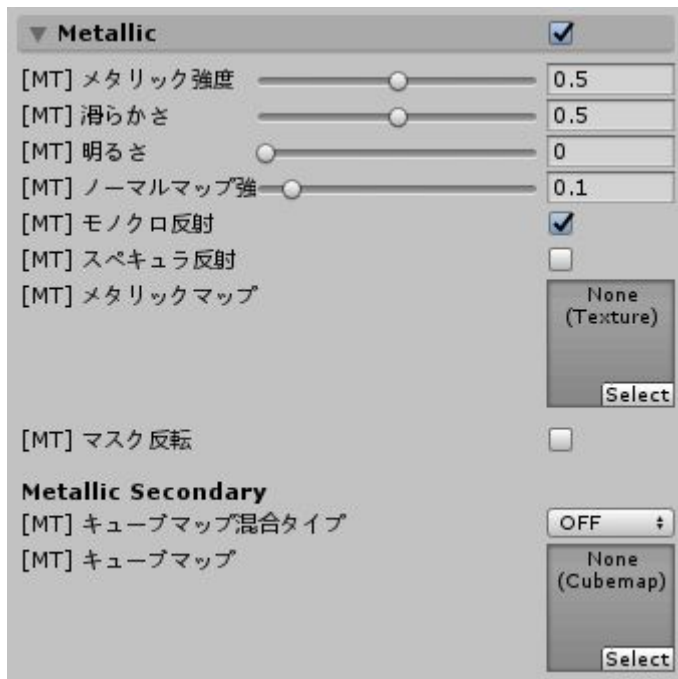 Metallic
[MT] メタリック強度 0.5
[MT] 滑らかさ 0.5
[MT] 明るさ 0
[MT] ノーマルマップ強 0.1
[MT] モノクロ反射
[MT] スペキュラ反射
[MT] メタリックマップ
None
(Texture)
Select
[MT] マスク反転
Metallic Secondary
[MT] キューブマップ混合タイプ OFF
[MT] キューブマップ
None
(Cubemap)
Select